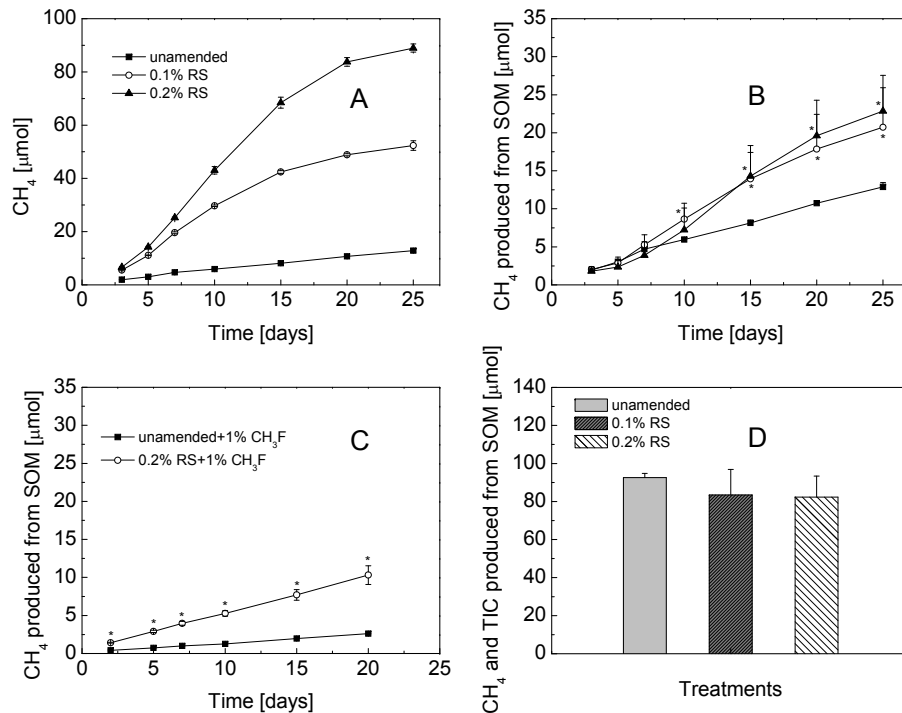 100
80
60
40
20
0
CH₄ [μmol]
unamended
0.1% RS
0.2% RS
A
0 5 10 15 20 25
Time [days]
35
30
25
20
15
10
5
0
CH₄ produced from SOM [μmol]
B
* * * * * * *
0 5 10 15 20 25
Time [days]
35
30
25
20
15
10
5
0
CH₄ produced from SOM [μmol]
unamended+1% CH₃F
0.2% RS+1% CH₃F
C
* * * * * *
0 5 10 15 20 25
Time [days]
140
120
100
80
60
40
20
0
CH₄ and TIC produced from SOM [μmol]
unamended
0.1% RS
0.2% RS
D
Treatments